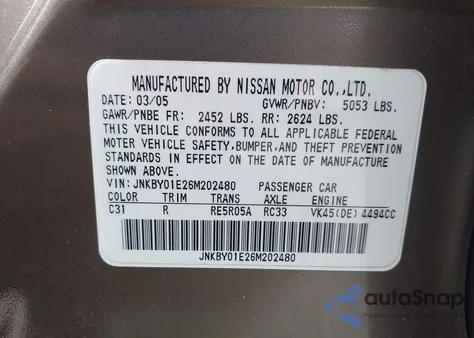 MANUFACTURED BY NISSAN MOTOR CO.,LTD.
DATE: 03/05 GVWR/PNBV: 5053 LBS.
GAWR/PNBE FR: 2452 LBS. RR: 2624 LBS.
THIS VEHICLE CONFORMS TO ALL APPLICABLE FEDERAL
MOTOR VEHICLE SAFETY,BUMPER,AND THEFT PREVENTION
STANDARDS IN EFFECT ON THE DATE OF MANUFACTURE
SHOWN ABOVE.
VIN: JNKBY01E26M202480 PASSENGER CAR
COLOR TRIM TRANS AXLE ENGINE
C31 R RE5R05A RC33 VK45(DE) 4494CC
JNKBY01E26M202480
autoSnap